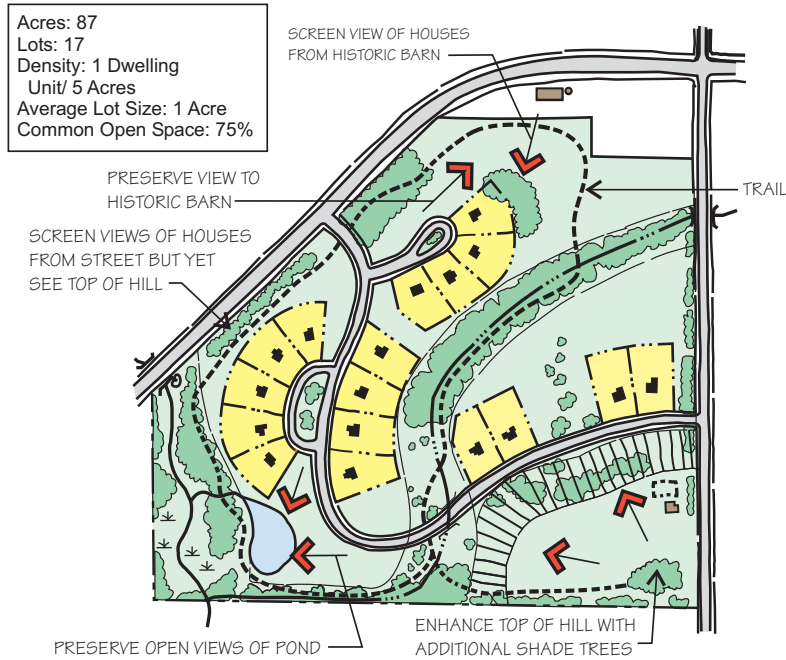 Acres: 87
Lots: 17
Density: 1 Dwelling
Unit/ 5 Acres
Average Lot Size: 1 Acre
Common Open Space: 75%
SCREEN VIEW OF HOUSES
FROM HISTORIC BARN
PRESERVE VIEW TO
HISTORIC BARN
TRAIL
SCREEN VIEWS OF HOUSES
FROM STREET BUT YET
SEE TOP OF HILL
PRESERVE OPEN VIEWS OF POND
ENHANCE TOP OF HILL WITH
ADDITIONAL SHADE TREES